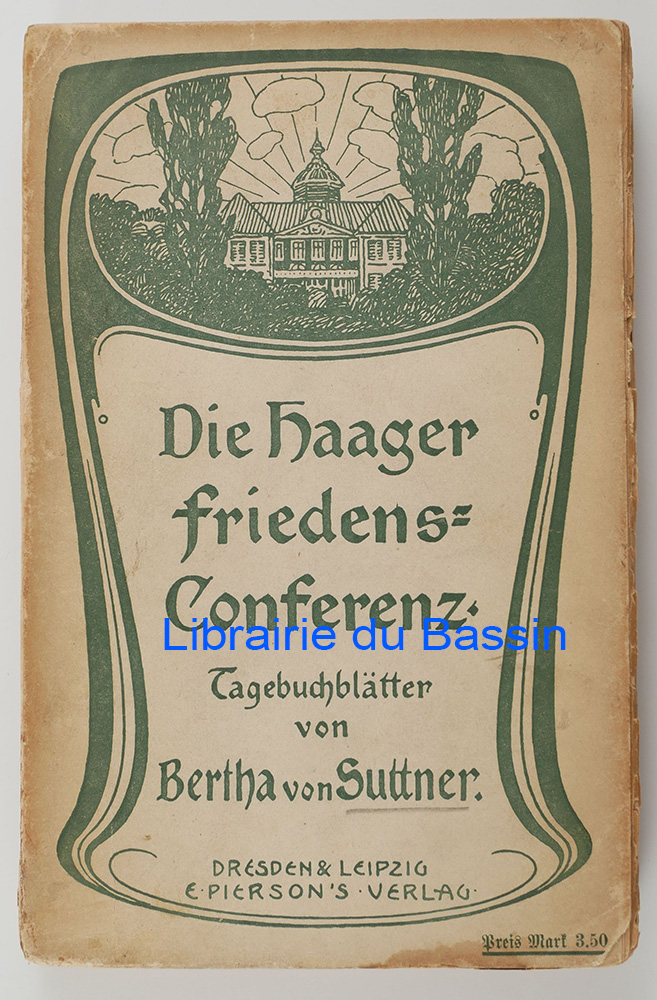 Die Haager
Friedens=
Conferenz.
Librairie du Bassin
Tagebuchblätter
von
Bertha von Suttner.
DRESDEN & LEIPZIG
E·PIERSON'S·VERLAG·
Preis Mark 3.50